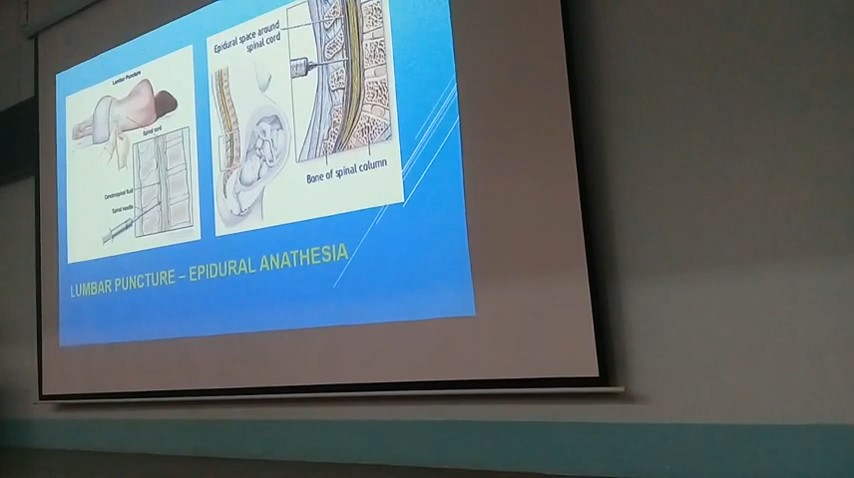 Lumbar Puncture
Spinal cord
Cerebrospinal fluid
Spinal needle
Epidural space around
spinal cord
Bone of spinal column
LUMBAR PUNCTURE – EPIDURAL ANATHESIA